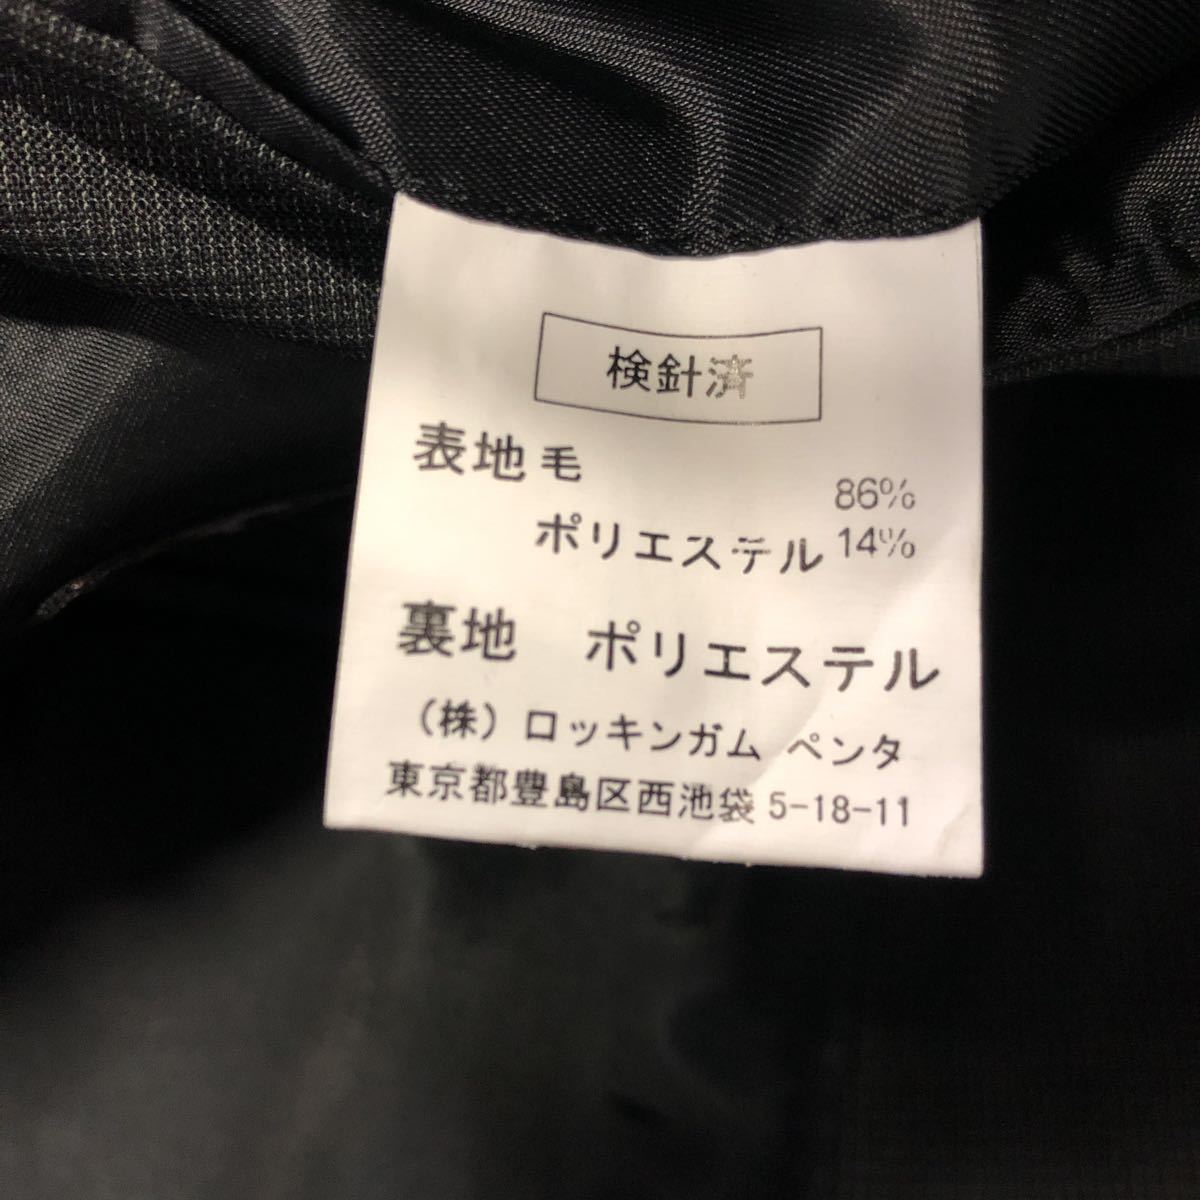 検針済
表地 毛 86%
ポリエステル 14%
裏地 ポリエステル
（株）ロッキンガム ペンタ
東京都豊島区西池袋 5-18-11